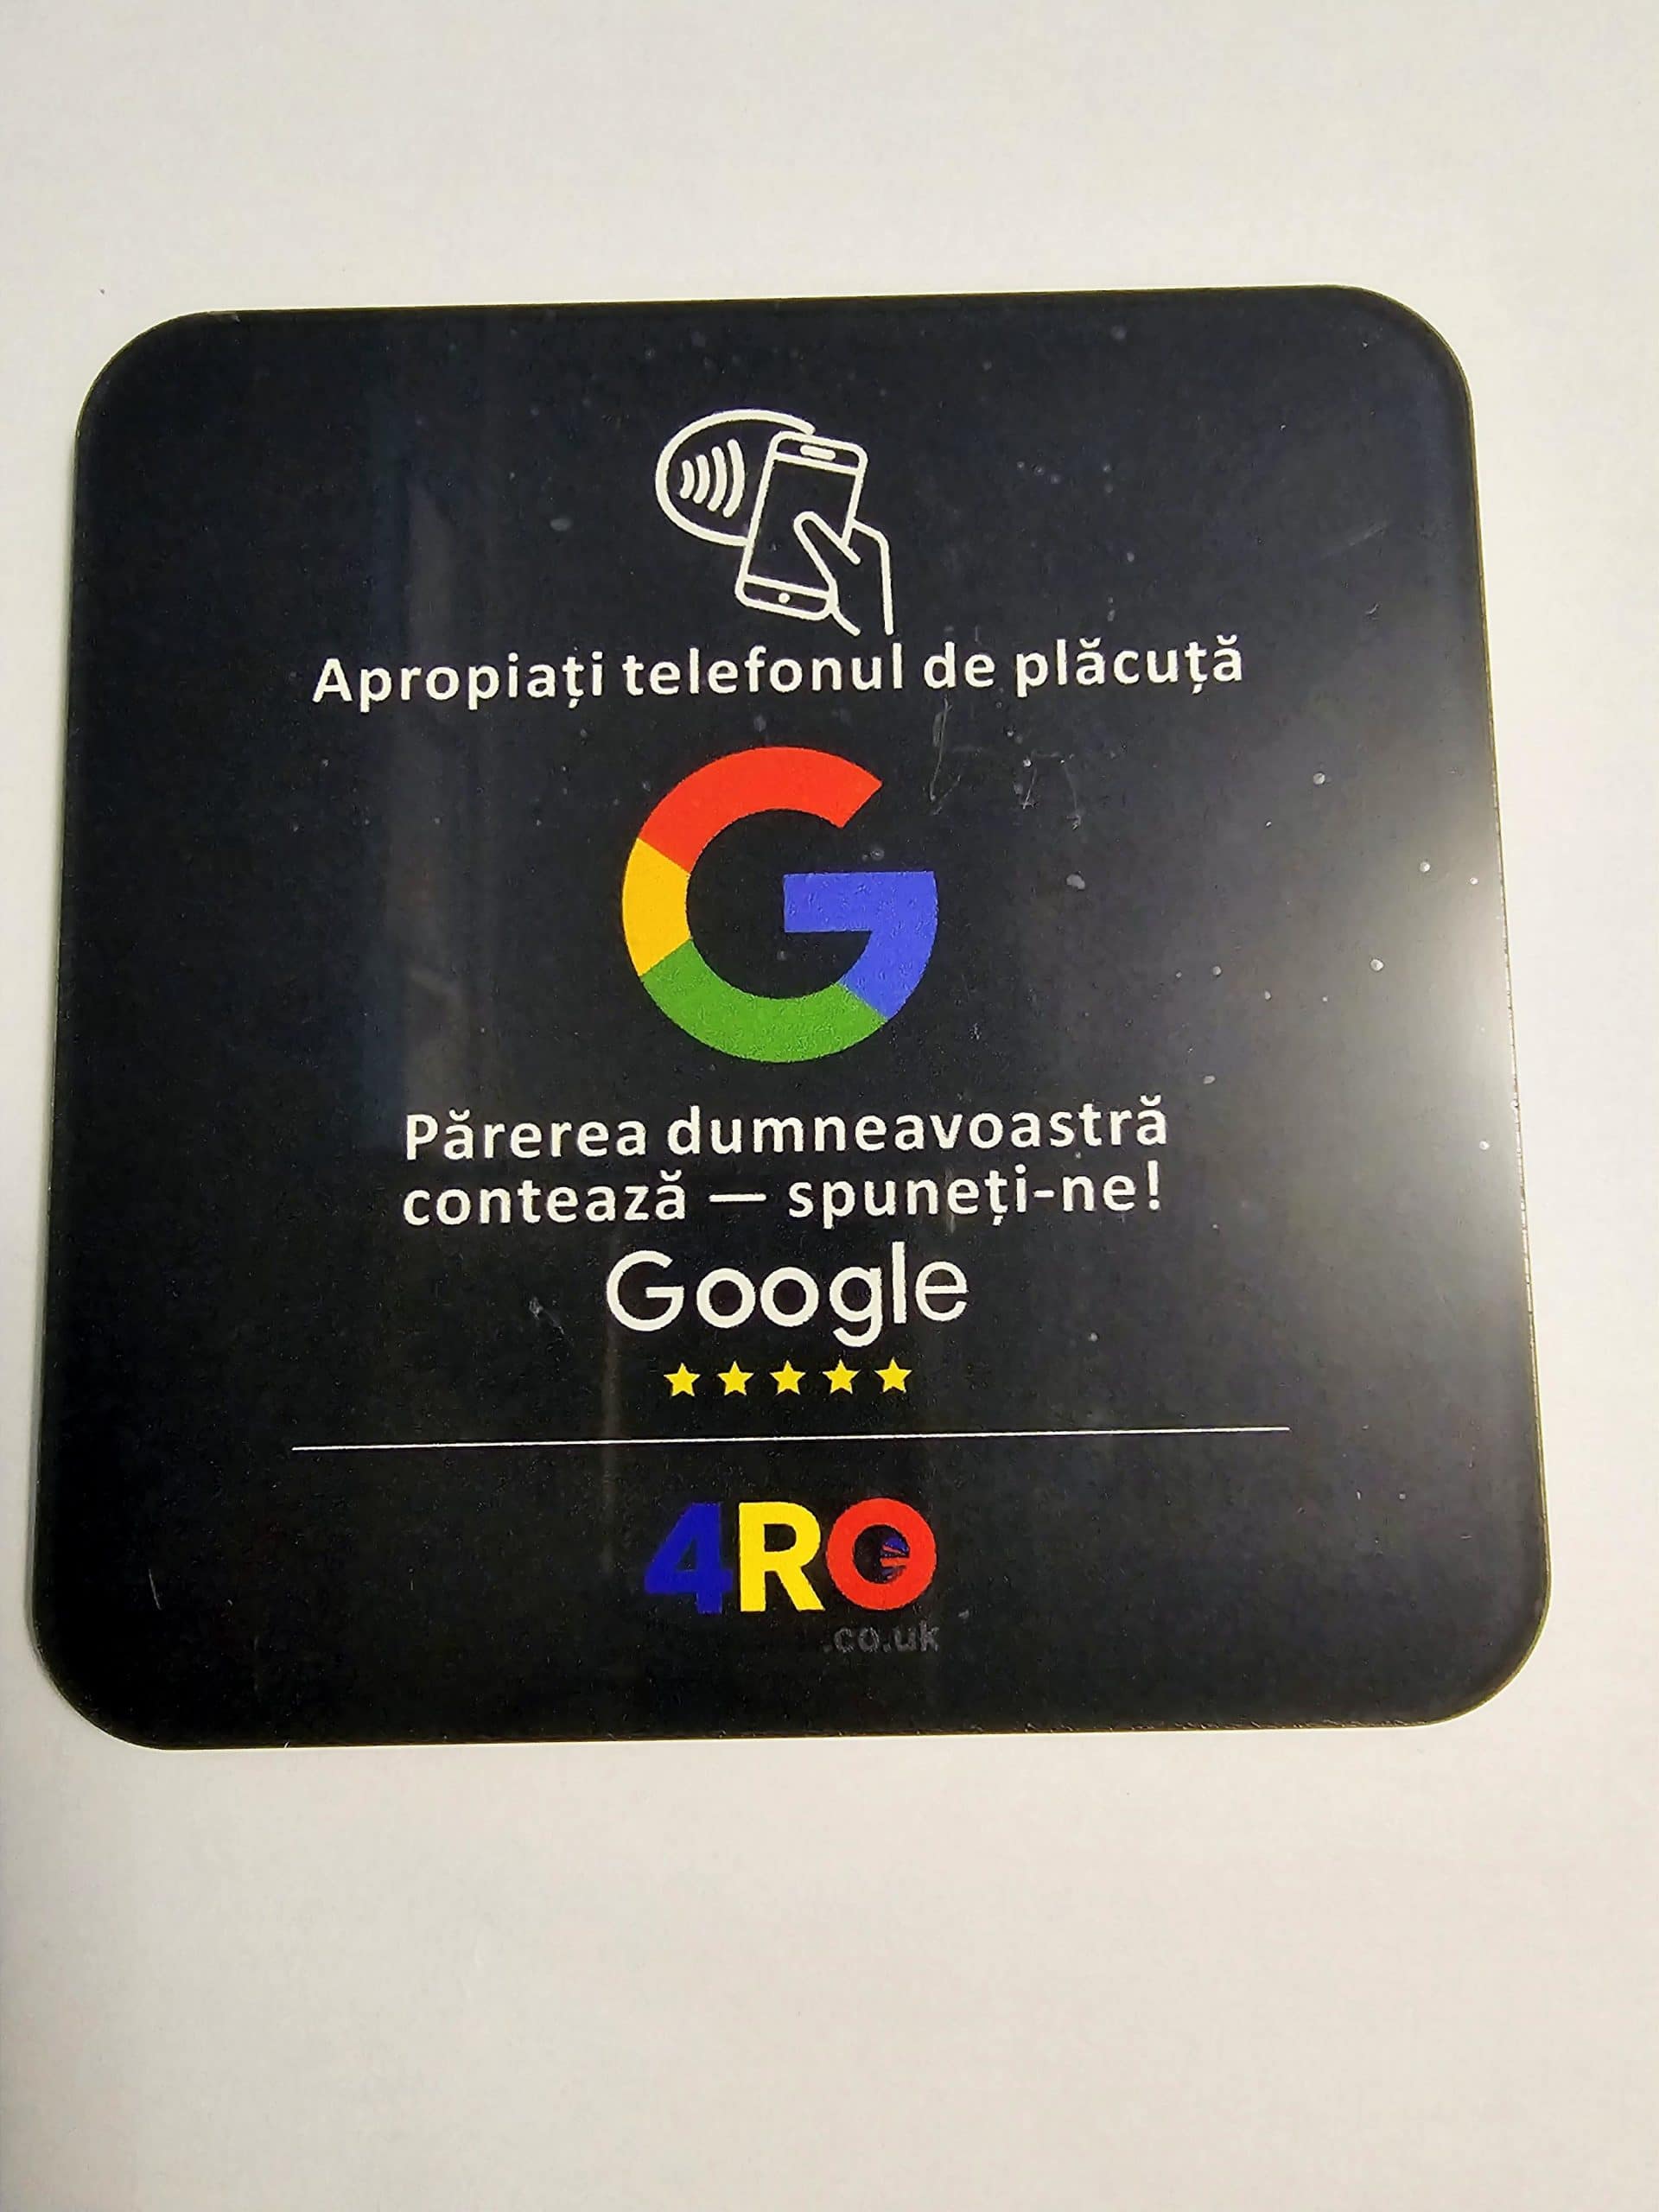 Apropiați telefonul de plăcuță
G
Părerea dumneavoastră
contează — spuneți-ne!
Google
4RO
.co.uk